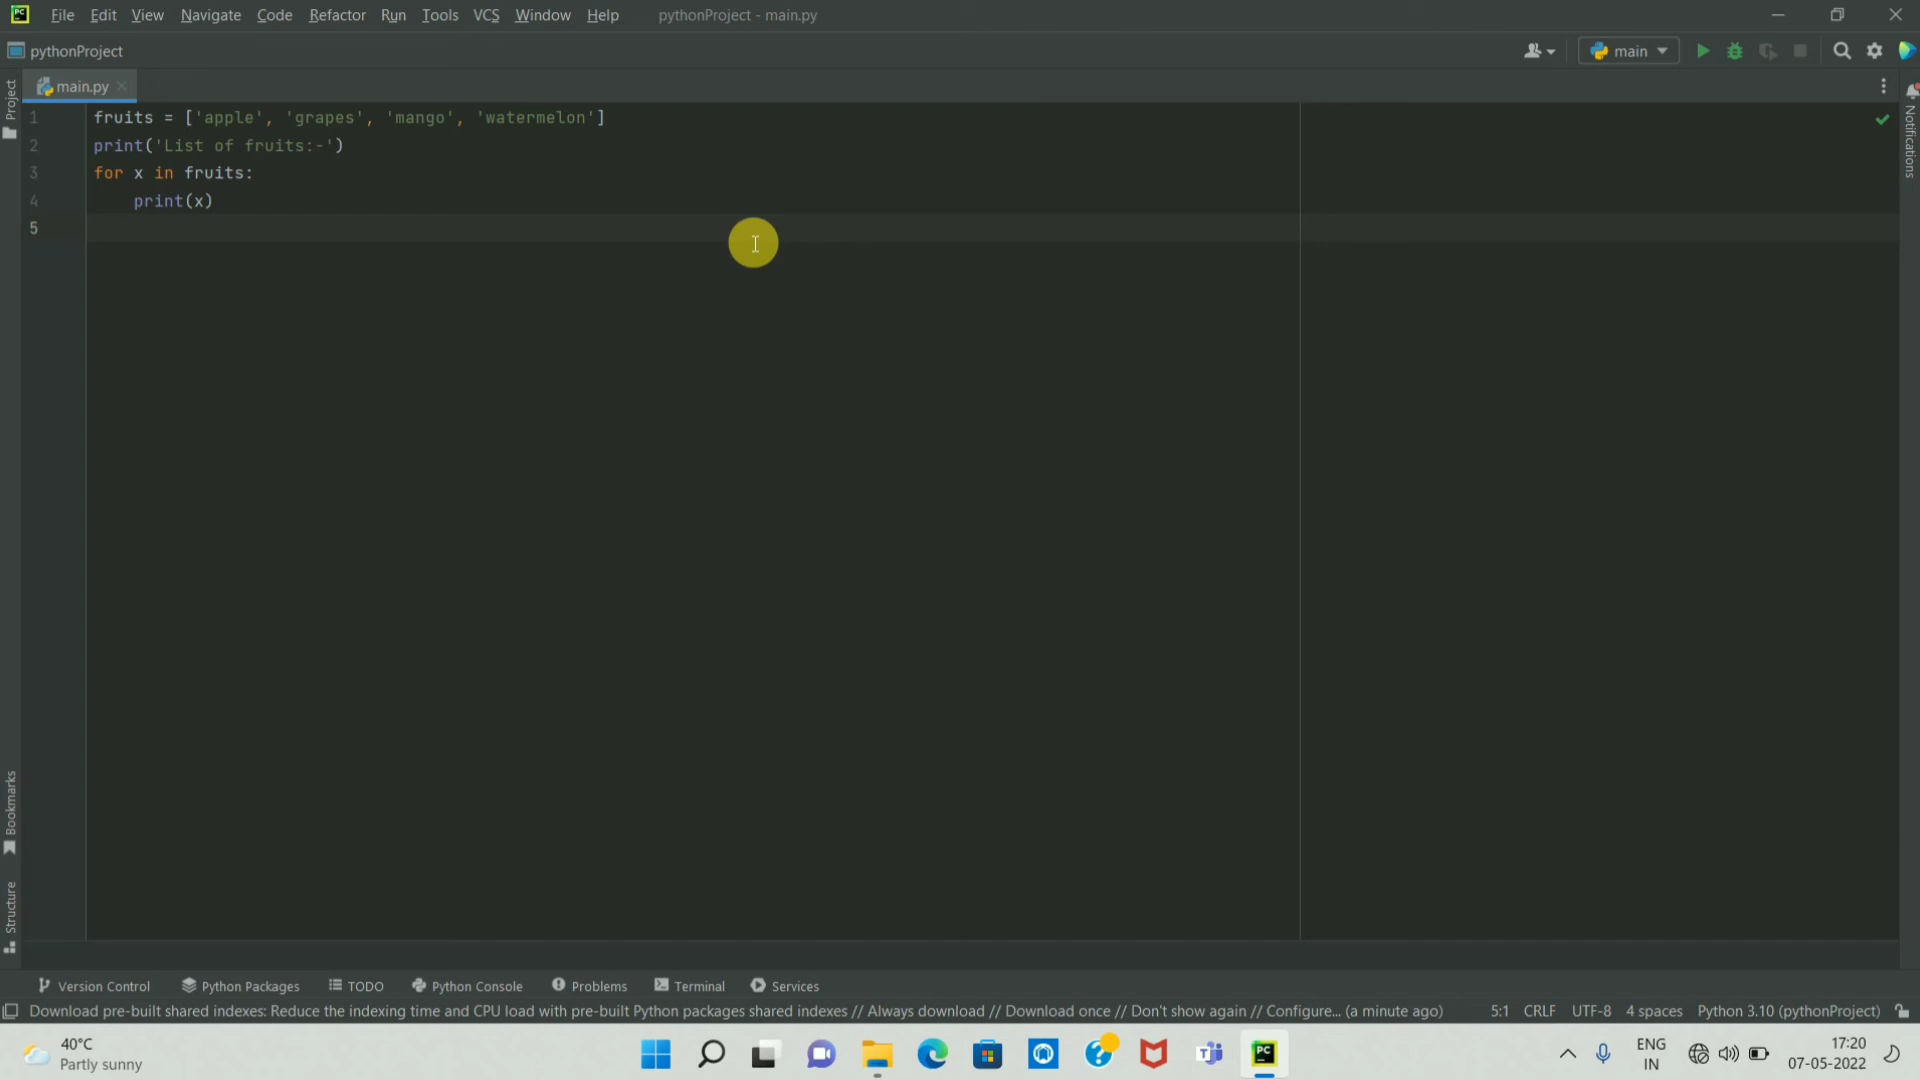 PC File Edit View Navigate Code Refactor Run Tools VCS Window Help pythonProject - main.py
pythonProject main
Project
main.py
Notifications
1 fruits = ['apple', 'grapes', 'mango', 'watermelon']
2 print('List of fruits:-')
3 for x in fruits:
4     print(x)
5
Bookmarks
Structure
Version Control Python Packages TODO Python Console Problems Terminal Services
Download pre-built shared indexes: Reduce the indexing time and CPU load with pre-built Python packages shared indexes // Always download // Download once // Don't show again // Configure... (a minute ago) 5:1 CRLF UTF-8 4 spaces Python 3.10 (pythonProject)
40°C
Partly sunny
PC
ENG
IN
17:20
07-05-2022